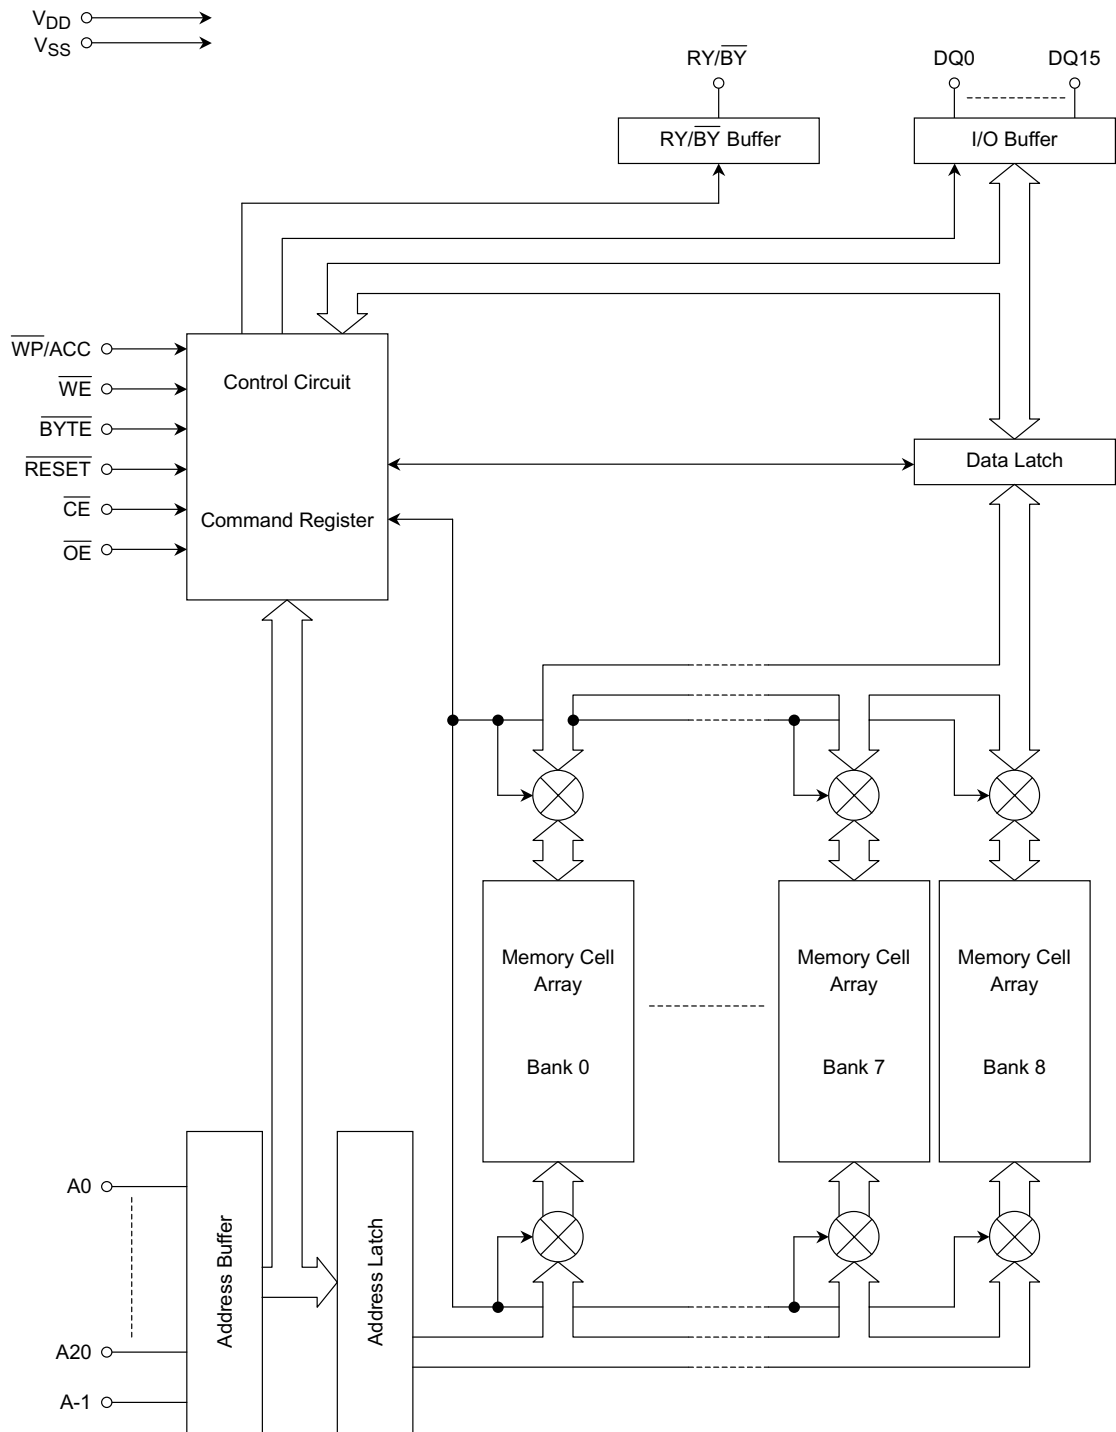 VDD
VSS
RY/BY
DQ0
DQ15
RY/BY Buffer
I/O Buffer
WP/ACC
WE
BYTE
RESET
CE
OE
Control Circuit
Command Register
Data Latch
Memory Cell
Array
Bank 0
Memory Cell
Array
Bank 7
Memory Cell
Array
Bank 8
A0
A20
A-1
Address Buffer
Address Latch